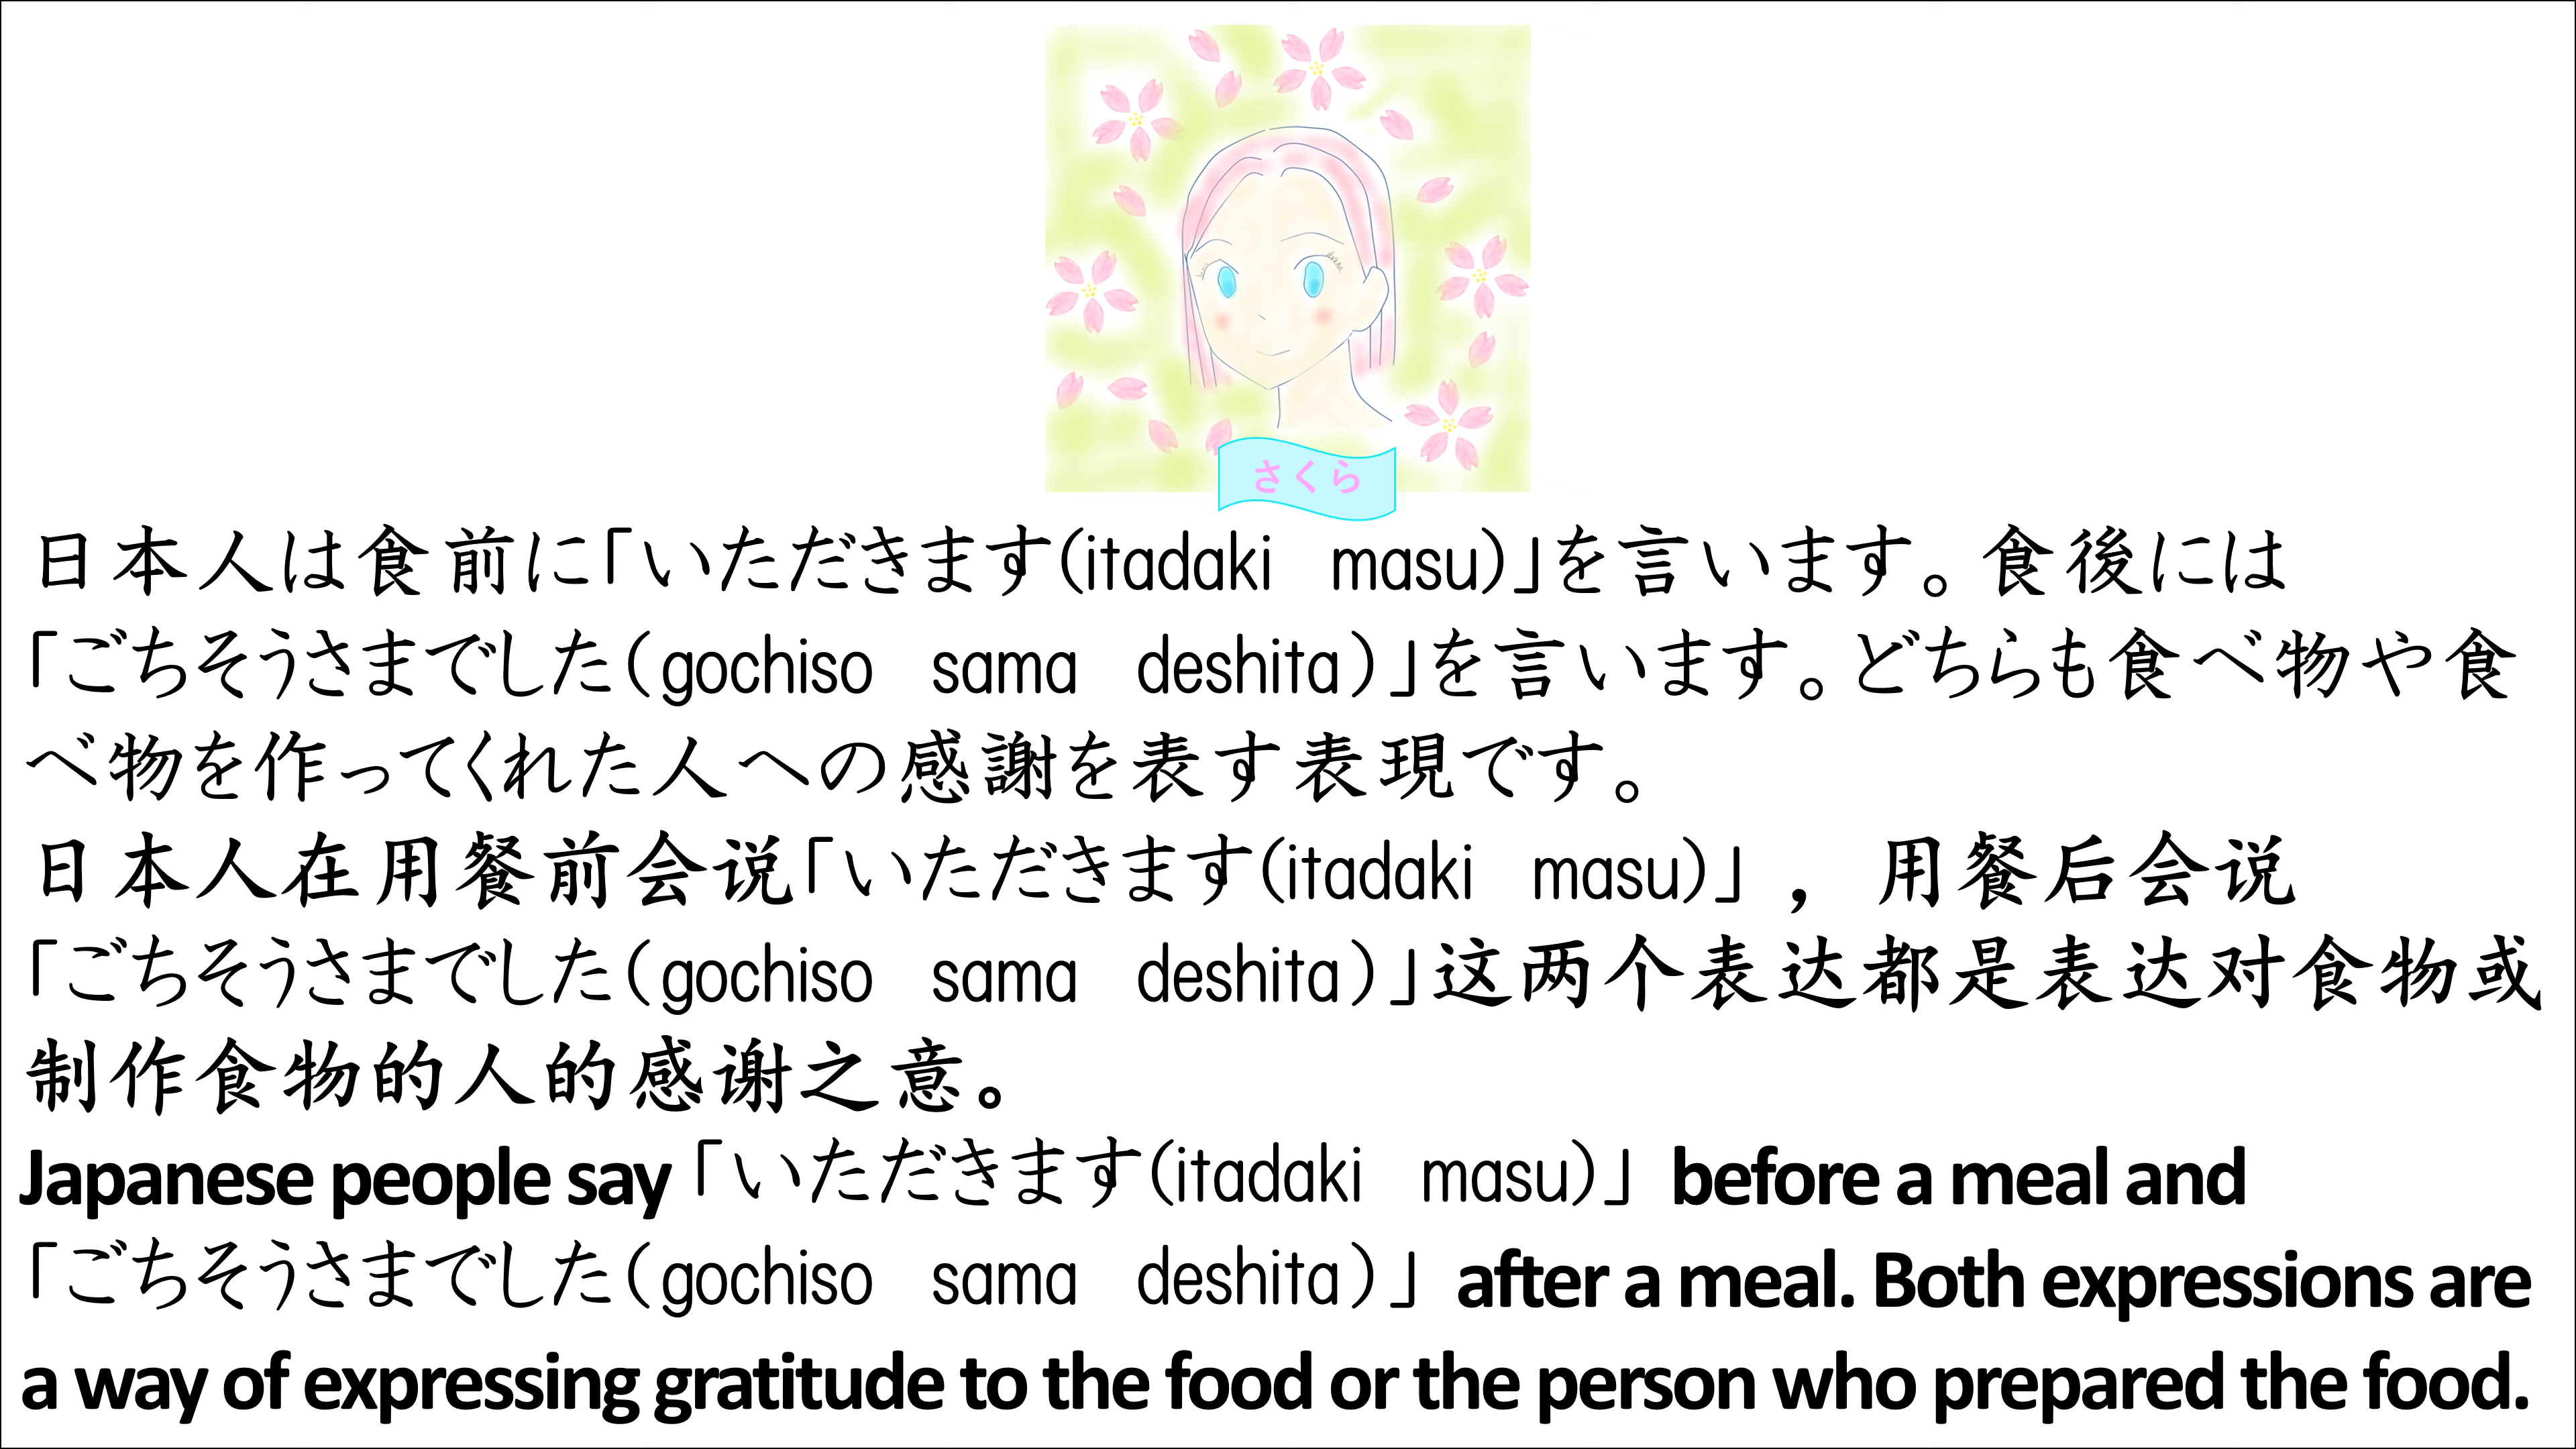 さくら
日本人は食前に「いただきます(itadaki　masu)」を言います。食後には
「ごちそうさまでした(gochiso　sama　deshita)」を言います。どちらも食べ物や食
べ物を作ってくれた人への感謝を表す表現です。
日本人在用餐前会说「いただきます(itadaki　masu)」，用餐后会说
「ごちそうさまでした(gochiso　sama　deshita)」这两个表达都是表达对食物或
制作食物的人的感谢之意。
Japanese people say 「いただきます(itadaki　masu)」 before a meal and
「ごちそうさまでした(gochiso　sama　deshita)」 after a meal. Both expressions are
a way of expressing gratitude to the food or the person who prepared the food.